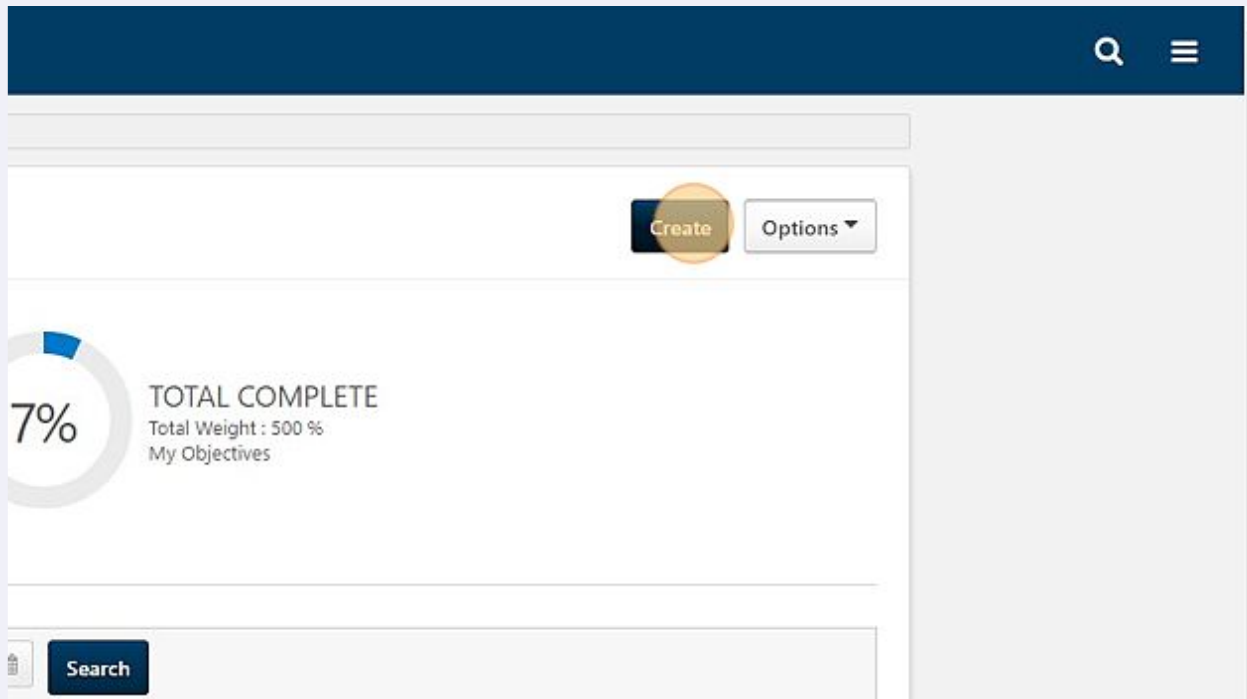 Create
Options
7%
TOTAL COMPLETE
Total Weight : 500 %
My Objectives
Search